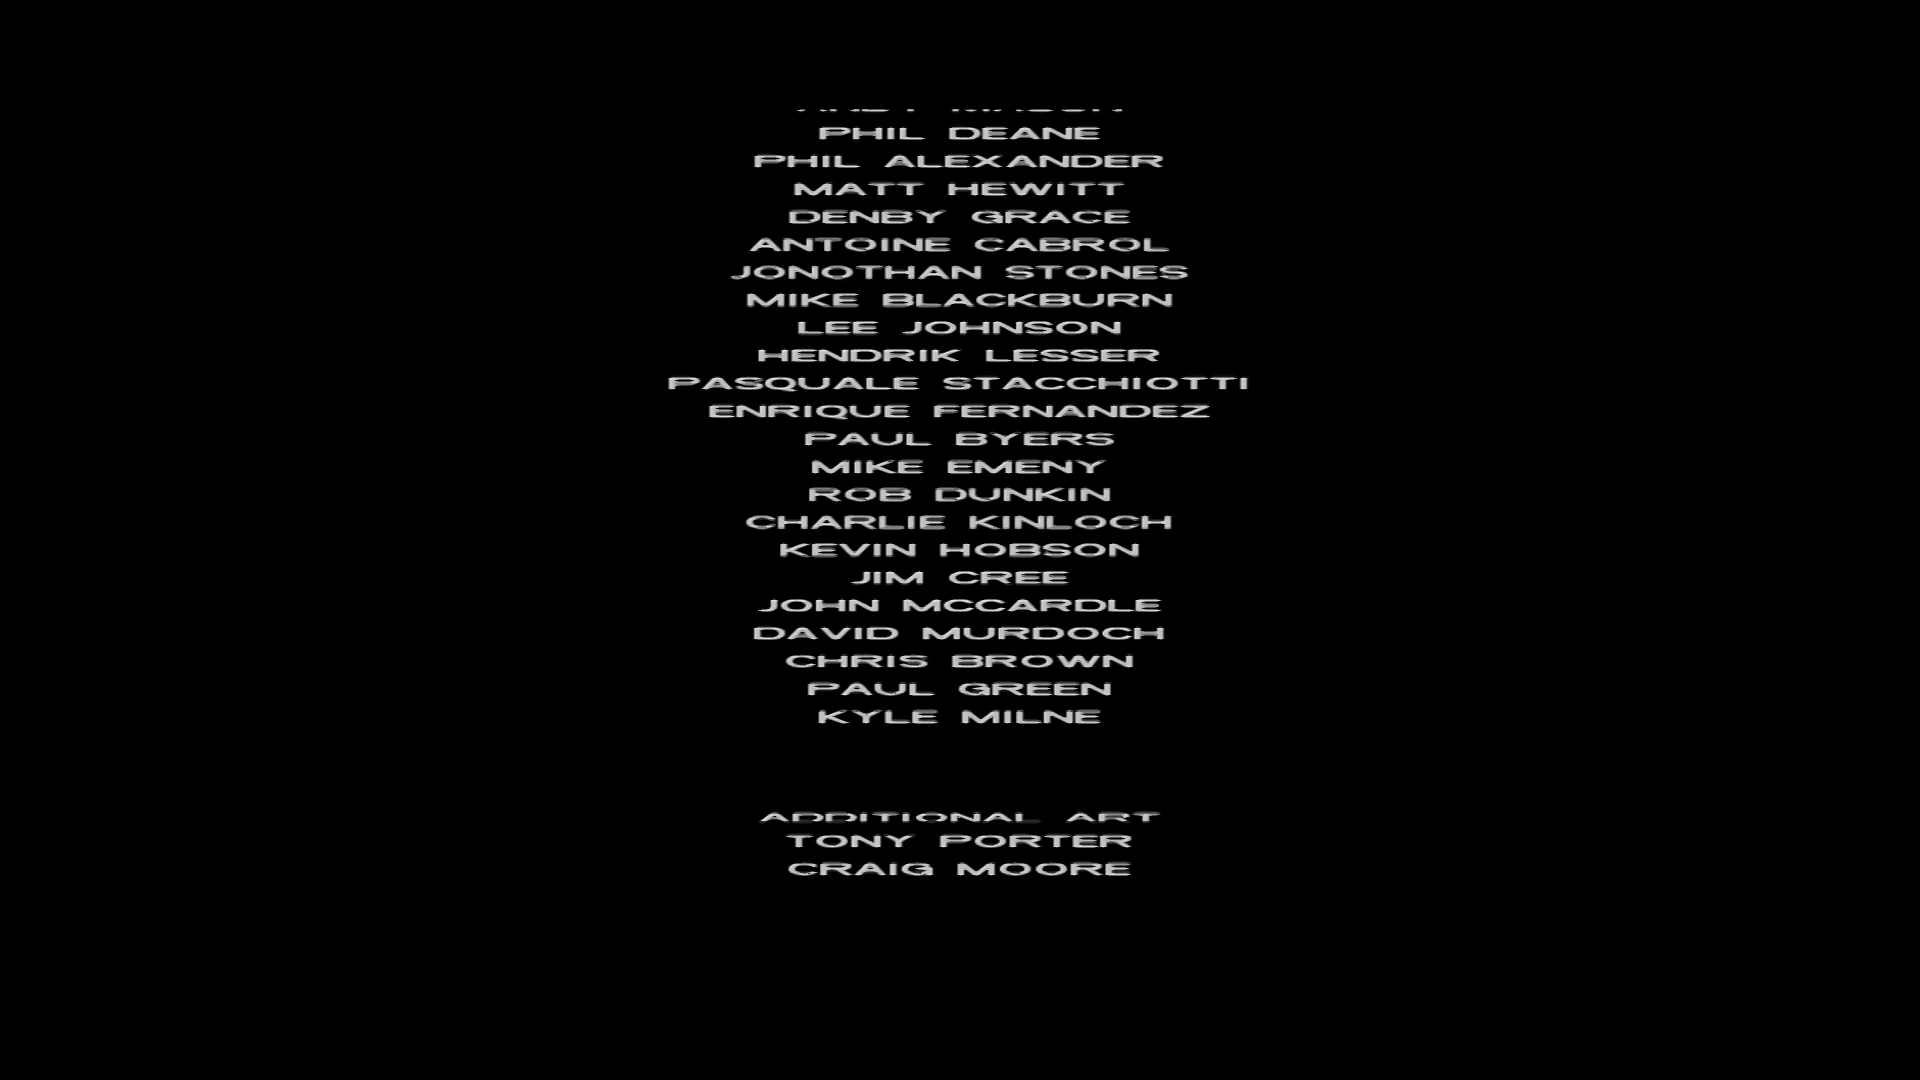 PHIL DEANE
PHIL ALEXANDER
MATT HEWITT
DENBY GRACE
ANTOINE CABROL
JONOTHAN STONES
MIKE BLACKBURN
LEE JOHNSON
HENDRIK LESSER
PASQUALE STACCHIOTTI
ENRIQUE FERNANDEZ
PAUL BYERS
MIKE EMENY
ROB DUNKIN
CHARLIE KINLOCH
KEVIN HOBSON
JIM CREE
JOHN MCCARDLE
DAVID MURDOCH
CHRIS BROWN
PAUL GREEN
KYLE MILNE
ADDITIONAL ART
TONY PORTER
CRAIG MOORE